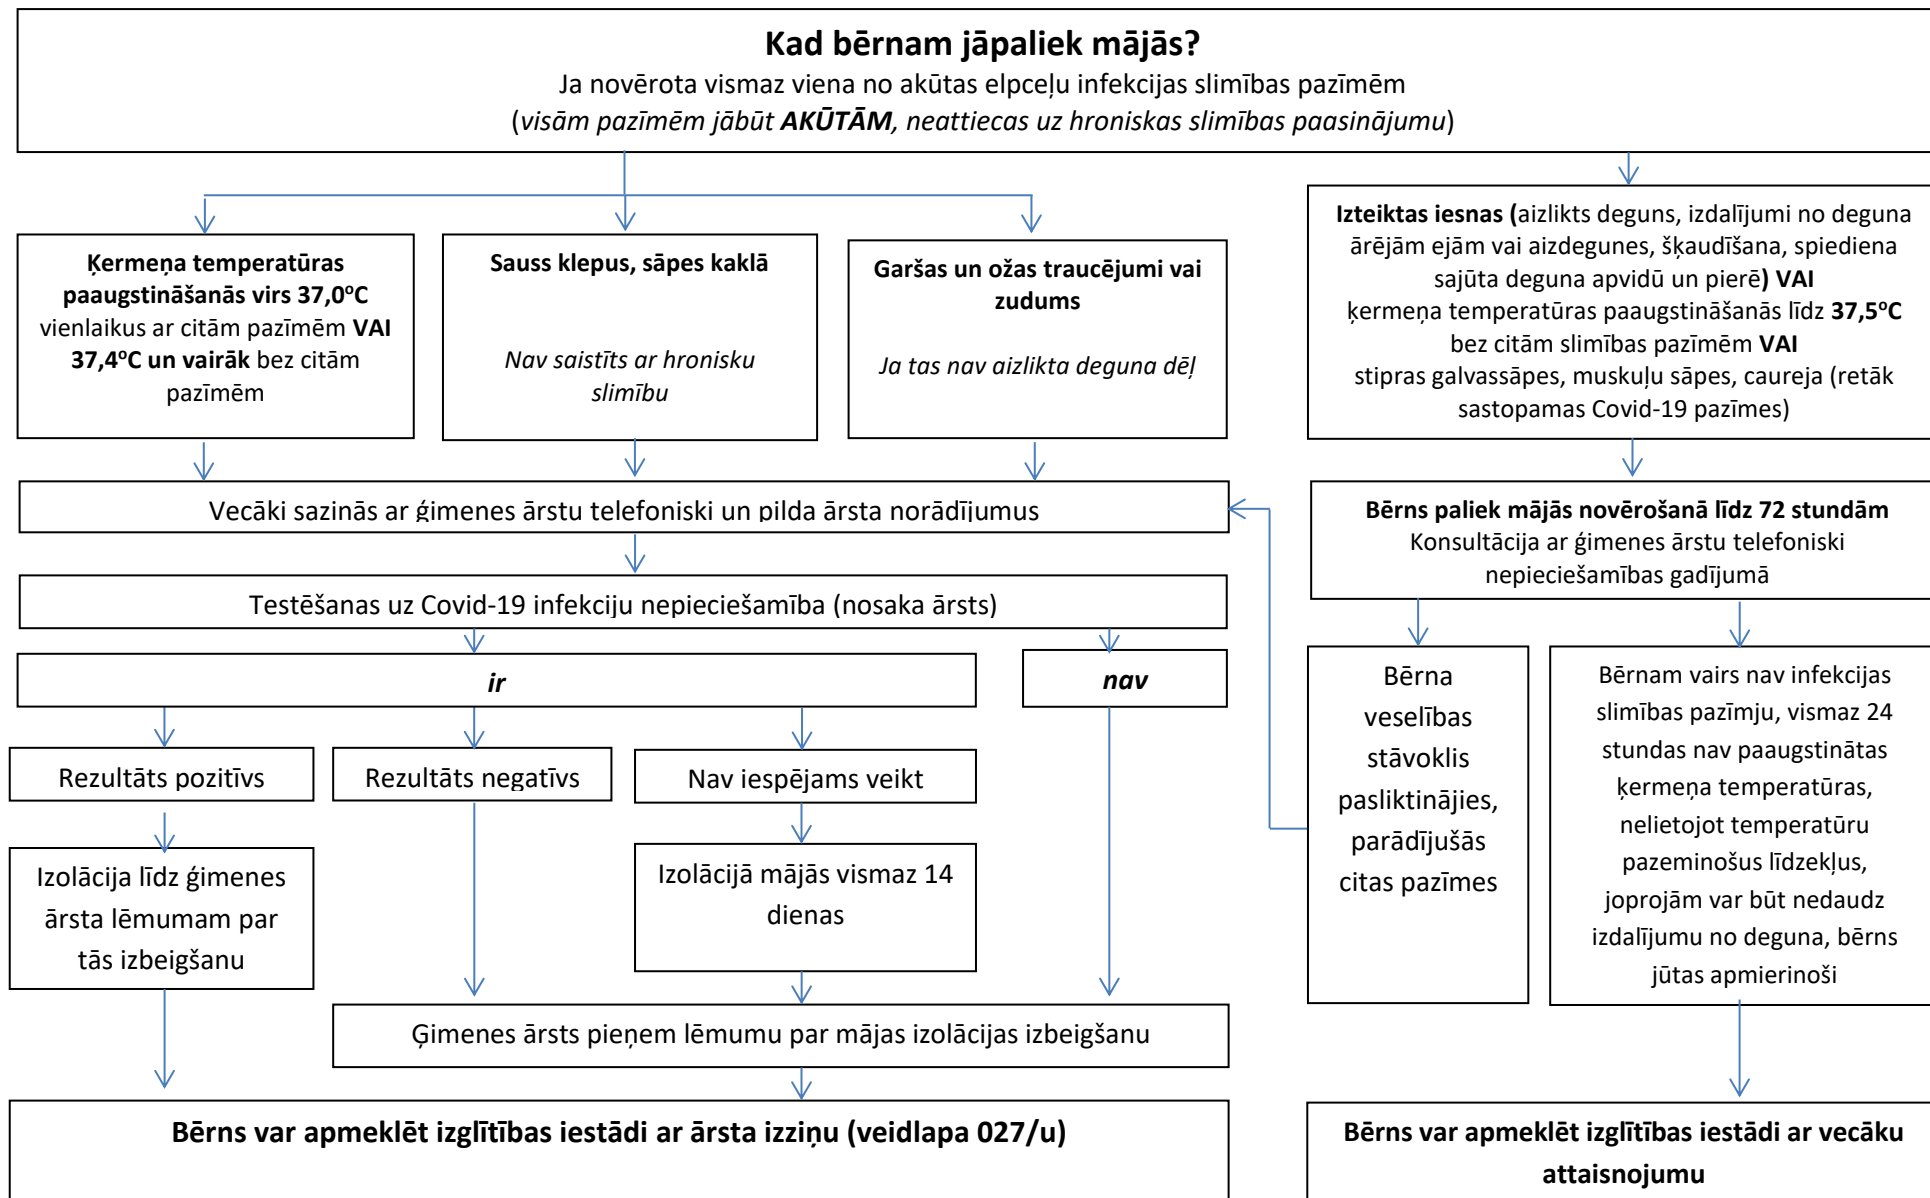 Kad bērnam jāpaliek mājās?
Ja novērota vismaz viena no akūtas elpceļu infekcijas slimības pazīmēm
(visām pazīmēm jābūt AKŪTĀM, neattiecas uz hroniskas slimības paasinājumu)
Ķermeņa temperatūras
paaugstināšanās virs 37,0°C
vienlaikus ar citām pazīmēm VAI
37,4°C un vairāk bez citām
pazīmēm
Sauss klepus, sāpes kaklā
Nav saistīts ar hronisku
slimību
Garšas un ožas traucējumi vai
zudums
Ja tas nav aizlikta deguna dēļ
Izteiktas iesnas (aizlikts deguns, izdalījumi no deguna
ārējām ejām vai aizdegunes, šķaudīšana, spiediena
sajūta deguna apvidū un pierē) VAI
ķermeņa temperatūras paaugstināšanās līdz 37,5°C
bez citām slimības pazīmēm VAI
stipras galvassāpes, muskuļu sāpes, caureja (retāk
sastopamas Covid-19 pazīmes)
Vecāki sazinās ar ģimenes ārstu telefoniski un pilda ārsta norādījumus
Bērns paliek mājās novērošanā līdz 72 stundām
Konsultācija ar ģimenes ārstu telefoniski
nepieciešamības gadījumā
Testēšanas uz Covid-19 infekciju nepieciešamība (nosaka ārsts)
ir
nav
Rezultāts pozitīvs
Rezultāts negatīvs
Nav iespējams veikt
Izolācija līdz ģimenes
ārsta lēmumam par
tās izbeigšanu
Izolācijā mājās vismaz 14
dienas
Bērna
veselības
stāvoklis
pasliktinājies,
parādījušās
citas pazīmes
Bērnam vairs nav infekcijas
slimības pazīmju, vismaz 24
stundas nav paaugstinātas
ķermeņa temperatūras,
nelietojot temperatūru
pazeminošus līdzekļus,
joprojām var būt nedaudz
izdalījumu no deguna, bērns
jūtas apmierinoši
Ģimenes ārsts pieņem lēmumu par mājas izolācijas izbeigšanu
Bērns var apmeklēt izglītības iestādi ar ārsta izziņu (veidlapa 027/u)
Bērns var apmeklēt izglītības iestādi ar vecāku
attaisnojumu